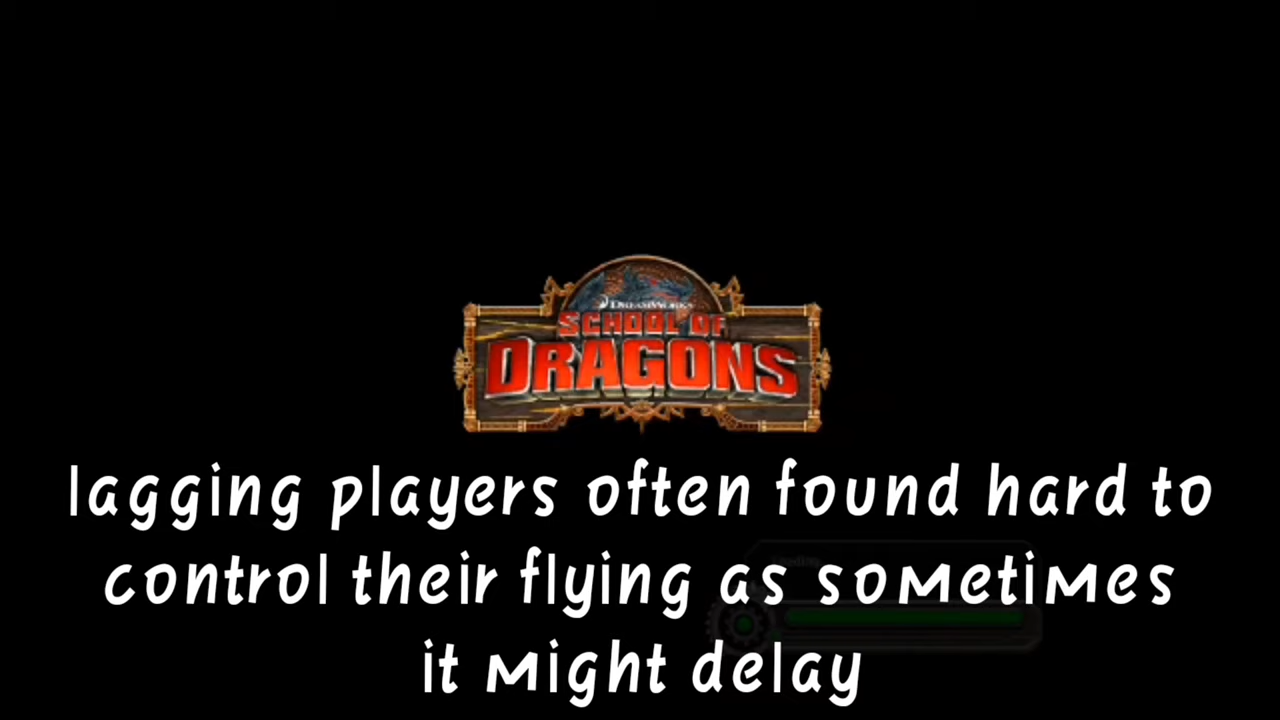 DREAMWORKS
SCHOOL OF
DRAGONS
lagging players often found hard to
control their flying as sometimes
it might delay